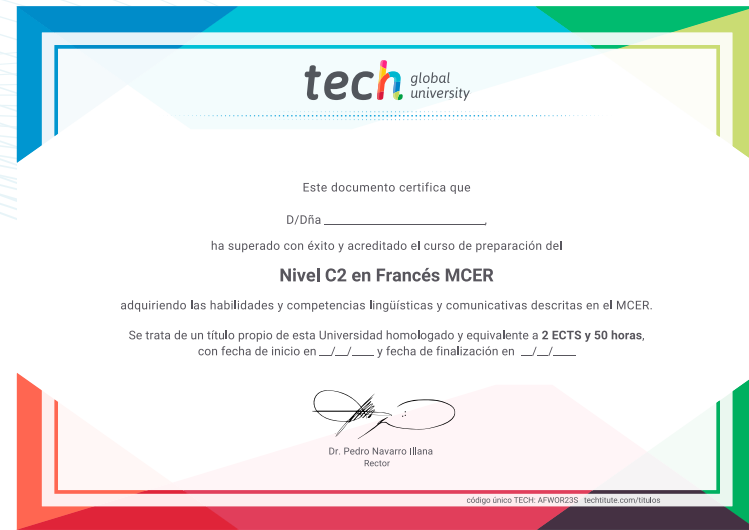 tech global university
Este documento certifica que
D/Dña ________________________,
ha superado con éxito y acreditado el curso de preparación del
Nivel C2 en Francés MCER
adquiriendo las habilidades y competencias lingüísticas y comunicativas descritas en el MCER.
Se trata de un título propio de esta Universidad homologado y equivalente a 2 ECTS y 50 horas,
con fecha de inicio en __/__/____ y fecha de finalización en __/__/____
Dr. Pedro Navarro Illana
Rector
código único TECH: AFWOR23S techtitute.com/titulos